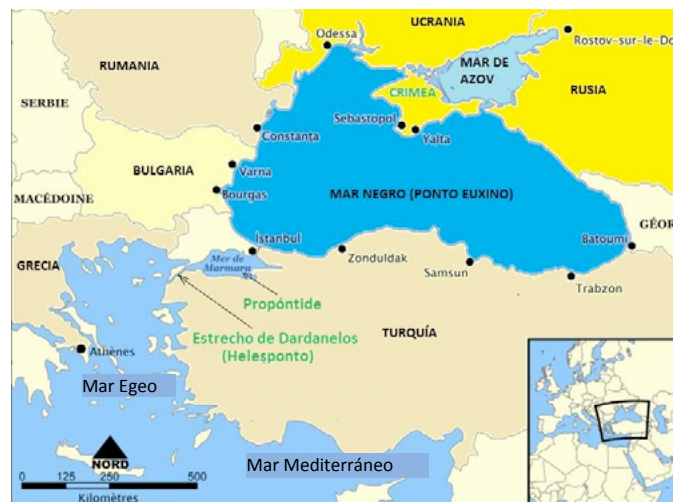 UCRANIA
Odessa
Rostov-sur-le-Do
RUMANIA
MAR DE
AZOV
RUSIA
SERBIE
CRIMEA
Sebastopol
Yalta
Constanţa
BULGARIA
Varna
Bourgas
MAR NEGRO (PONTO EUXINO)
MACÉDOINE
GÉOR
Batoumi
İstanbul
Zonduldak
Samsun
Trabzon
GRECIA
Mer de
Marmara
Propóntide
Estrecho de Dardanelos
(Helesponto)
TURQUÍA
Athènes
Mar Egeo
NORD
Mar Mediterráneo
0 125 250 500
Kilomètres